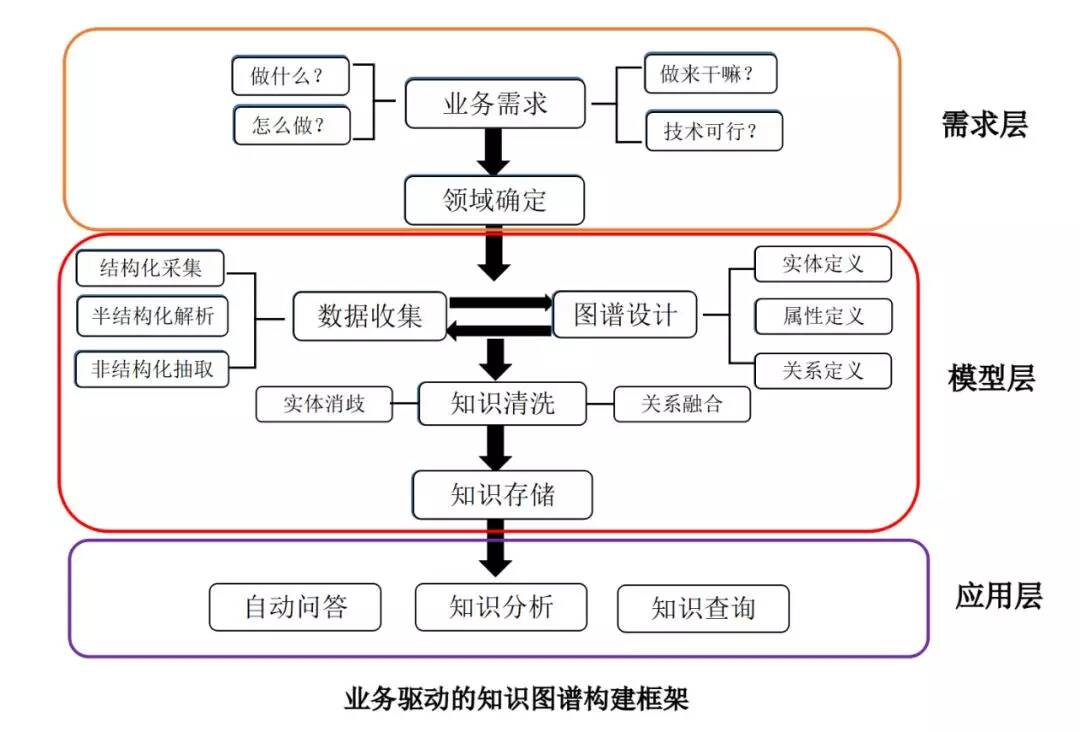 做什么？
怎么做？
业务需求
做来干嘛？
技术可行？
领域确定
需求层
结构化采集
半结构化解析
非结构化抽取
数据收集
图谱设计
实体定义
属性定义
关系定义
实体消歧
知识清洗
关系融合
知识存储
模型层
自动问答
知识分析
知识查询
应用层
业务驱动的知识图谱构建框架